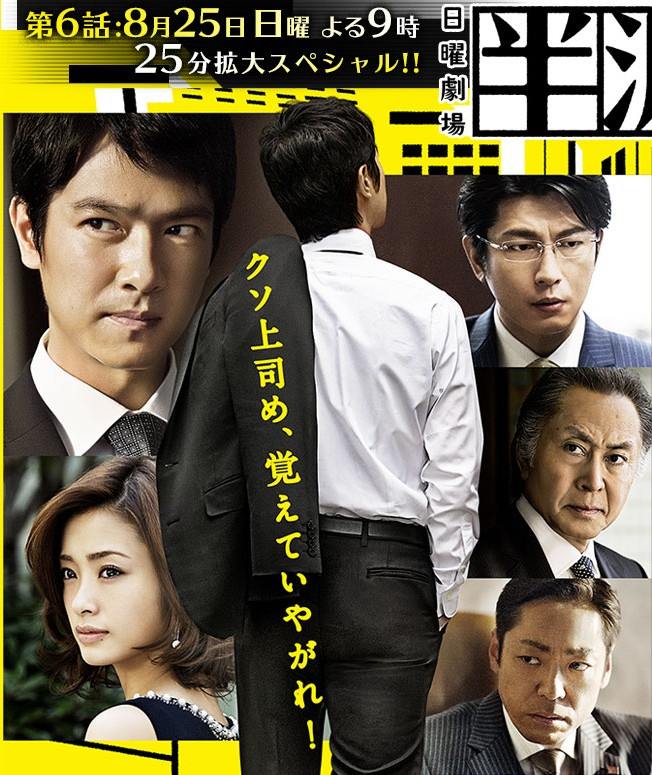 第6話:8月25日 日曜 よる9時
25分拡大スペシャル!!
日曜劇場
半
クソ上司め、覚えていやがれ!